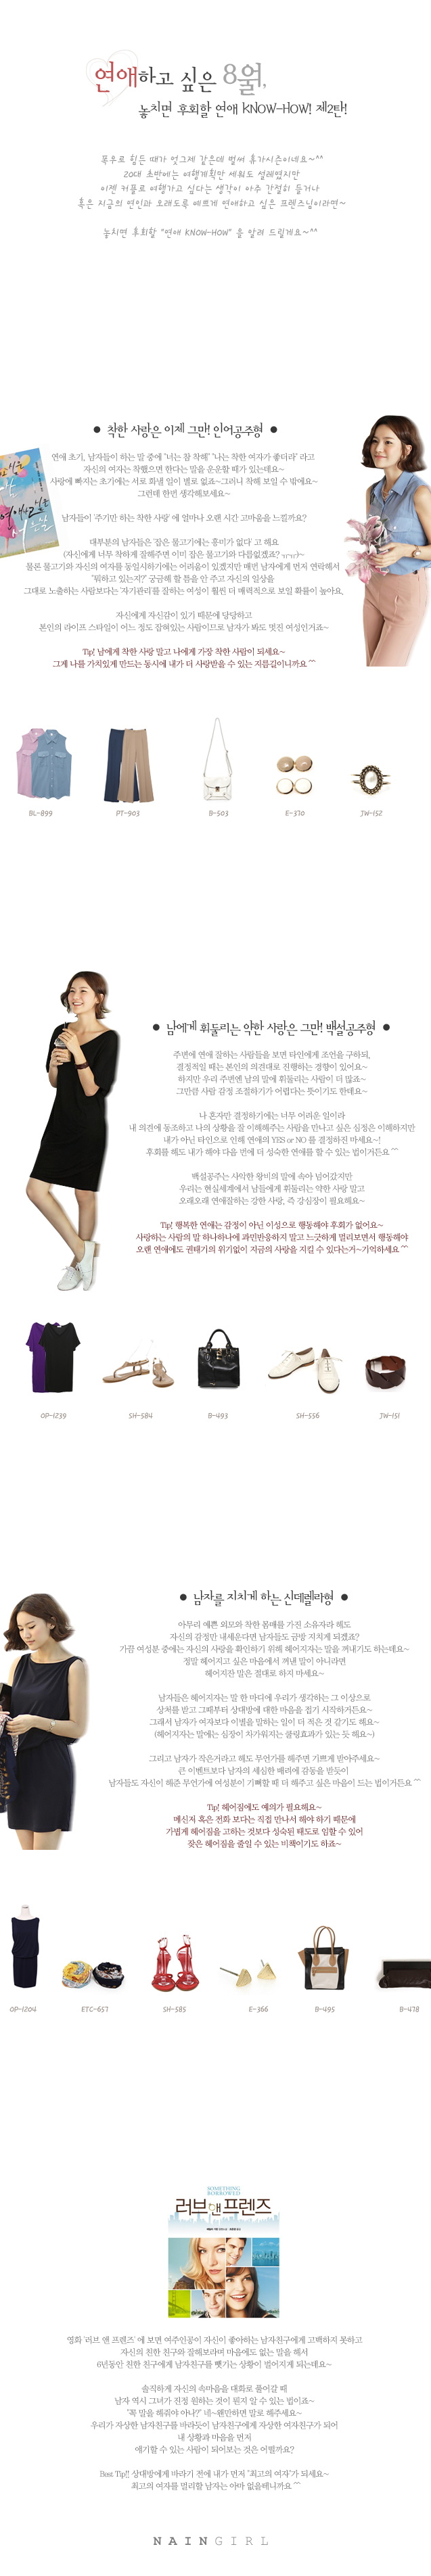 연애하고 싶은 8월,
놓치면 후회할 연애 KNOW-HOW! 제2탄!
목우로 힘든 때가 엊그제 같은데 벌써 휴가시즌이네요~^^
20대 초반에는 여행계획만 세워도 설레였지만
이젠 커플로 여행가고 싶다는 생각이 아주 간절히 들거나
혹은 지금의 연인과 오래도록 예쁘게 연애하고 싶은 프렌즈님이라면~
놓치면 후회할 "연애 KNOW-HOW" 를 알려 드릴게요~^^
● 착한 사랑은 이제 그만! 인어공주형 ●
연애 초기, 남자들이 하는 말 중에 "너는 참 착해" "나는 착한 여자가 좋더라" 라고
자신의 여자는 착했으면 한다는 말을 운운할 때가 있는데요~
사랑에 빠지는 초기에는 서로 화낼 일이 별로 없죠~그러니 착해 보일 수 밖에요~
그런데 한번 생각해보세요~
남자들이 '주기만 하는 착한 사랑' 에 얼마나 오랜 시간 고마움을 느낄까요?
대부분의 남자들은 '잡은 물고기에는 흥미가 없다' 고 해요
(자신에게 너무 착하게 잘해주면 이미 잡은 물고기와 다름없겠죠? ㅠㅠ;)~
물론 물고기와 자신의 여자를 동일시하기에는 어려움이 있겠지만 매번 남자에게 먼저 연락해서
"뭐하고 있는지?" 궁금해 할 틈을 안 주고 자신의 일상을
그대로 노출하는 사람보다는 '자기관리'를 잘하는 여성이 훨씬 더 매력적으로 보일 확률이 높아요.
자신에게 자신감이 있기 때문에 당당하고
본인의 라이프 스타일이 어느 정도 잡혀있는 사람이므로 남자가 봐도 멋진 여성인거죠~
Tip! 남에게 착한 사랑 말고 나에게 가장 착한 사람이 되세요~
그게 나를 가치있게 만드는 동시에 내가 더 사랑받을 수 있는 지름길이니까요 ^^
BL-899 PT-903 B-503 E-370 JW-152
● 남에게 휘둘리는 약한 사랑은 그만! 백설공주형 ●
주변에 연애 잘하는 사람들을 보면 타인에게 조언을 구하되,
결정적일 때는 본인의 의견대로 진행하는 경향이 있어요~
하지만 우리 주변엔 남의 말에 휘둘리는 사람이 더 많죠~
그만큼 사람 감정 조절하기가 어렵다는 뜻이기도 한데요~
나 혼자만 결정하기에는 너무 어려운 일이라
내 의견에 동조하고 나의 상황을 잘 이해해주는 사람을 만나고 싶은 심정은 이해하지만
내가 아닌 타인으로 인해 연애의 YES or NO 를 결정하진 마세요~!
후회를 해도 내가 해야 다음 번에 더 성숙한 연애를 할 수 있는 법이거든요 ^^
백설공주는 사악한 왕비의 말에 속아 넘어갔지만
우리는 현실세계에서 남들에게 휘둘리는 약한 사랑 말고
오래오래 연애잘하는 강한 사랑, 즉 강심장이 필요해요~
Tip! 행복한 연애는 감정이 아닌 이성으로 행동해야 후회가 없어요~
사랑하는 사람의 말 하나하나에 과민반응하지 말고 느긋하게 멀리보면서 행동해야
오랜 연애에도 권태기의 위기없이 지금의 사랑을 지킬 수 있다는거~기억하세요 ^^
OP-1239 SH-584 B-493 SH-556 JW-151
● 남자를 지치게 하는 신데렐라형 ●
아무리 예쁜 외모와 착한 몸매를 가진 소유자라 해도
자신의 감정만 내세운다면 남자들도 금방 지치게 되겠죠?
가끔 여성분 중에는 자신의 사랑을 확인하기 위해 헤어지자는 말을 꺼내기도 하는데요~
정말 헤어지고 싶은 마음에서 꺼낸 말이 아니라면
헤어지잔 말은 절대로 하지 마세요~
남자들은 헤어지자는 말 한 마디에 우리가 생각하는 그 이상으로
상처를 받고 그때부터 상대방에 대한 마음을 접기 시작하거든요~
그래서 남자가 여자보다 이별을 말하는 일이 더 적은 것 같기도 해요~
(헤어지자는 말에는 심장이 차가워지는 쿨링효과가 있는 듯 해요~)
그리고 남자가 작은거라고 해도 무언가를 해주면 기쁘게 받아주세요~
큰 이벤트보다 남자의 세심한 배려에 감동을 받듯이
남자들도 자신이 해준 무언가에 여성분이 기뻐할 때 더 해주고 싶은 마음이 드는 법이거든요 ^^
Tip! 헤어짐에도 예의가 필요해요~
메신저 혹은 전화 보다는 직접 만나서 해야 하기 때문에
가볍게 헤어짐을 고하는 것보다 성숙된 태도로 임할 수 있어
잦은 헤어짐을 줄일 수 있는 비책이기도 하죠~
OP-1204 ETC-657 SH-585 E-366 B-495 B-478
SOMETHING
BORROWED
러브 앤 프렌즈
영화 '러브 앤 프렌즈' 에 보면 여주인공이 자신이 좋아하는 남자친구에게 고백하지 못하고
자신의 친한 친구와 잘해보라며 마음에도 없는 말을 해서
6년동안 친한 친구에게 남자친구를 뺏기는 상황이 벌어지게 되는데요~
솔직하게 자신의 속마음을 대화로 풀어갈 때
남자 역시 그녀가 진정 원하는 것이 뭔지 알 수 있는 법이죠~
"꼭 말을 해줘야 아나?" 네~웬만하면 말로 해주세요~
우리가 자상한 남자친구를 바라듯이 남자친구에게 자상한 여자친구가 되어
내 상황과 마음을 먼저
얘기할 수 있는 사람이 되어보는 것은 어떨까요?
Best Tip!! 상대방에게 바라기 전에 내가 먼저 "최고의 여자"가 되세요~
최고의 여자를 멀리할 남자는 아마 없을테니까요 ^^
NAINGIRL